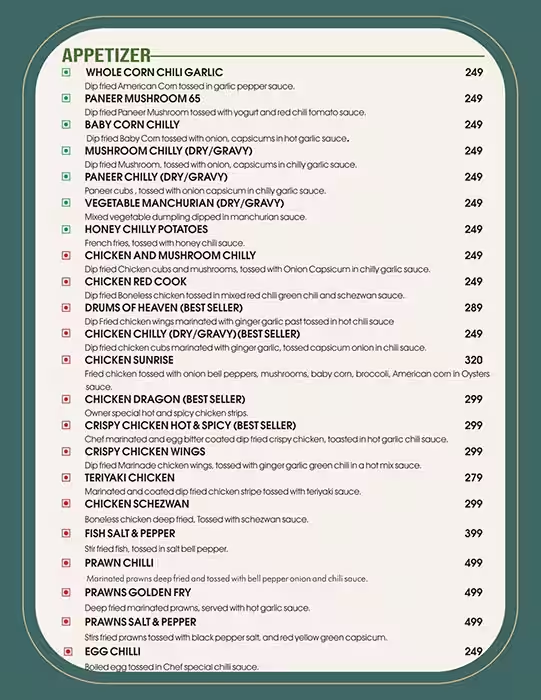 APPETIZER
WHOLE CORN CHILI GARLIC 249
Dip fried American Corn tossed in garlic pepper sauce.
PANEER MUSHROOM 65 249
Dip fried Paneer Mushroom tossed with yogurt and red chili tomato sauce.
BABY CORN CHILLY 249
Dip fried Baby Corn tossed with onion, capsicums in hot garlic sauce.
MUSHROOM CHILLY (DRY/GRAVY) 249
Dip fried Mushroom, tossed with onion, capsicums in chilly garlic sauce.
PANEER CHILLY (DRY/GRAVY) 249
Paneer cubs , tossed with onion capsicum in chilly garlic sauce.
VEGETABLE MANCHURIAN (DRY/GRAVY) 249
Mixed vegetable dumpling dipped in manchurian sauce.
HONEY CHILLY POTATOES 249
French fries, tossed with honey chili sauce.
CHICKEN AND MUSHROOM CHILLY 249
Dip fried Chicken cubs and mushrooms, tossed with Onion Capsicum in chilly garlic sauce.
CHICKEN RED COOK 249
Dip fried Boneless chicken tossed in mixed red chili green chili and schezwan sauce.
DRUMS OF HEAVEN (BEST SELLER) 289
Dip Fried chicken wings marinated with ginger garlic past tossed in hot chili sauce
CHICKEN CHILLY (DRY/GRAVY)(BEST SELLER) 249
Dip fried chicken cubs marinated with ginger garlic, tossed capsicum onion in chili sauce.
CHICKEN SUNRISE 320
Fried chicken tossed with onion bell peppers, mushrooms, baby corn, broccoli, American corn in Oysters
sauce.
CHICKEN DRAGON (BEST SELLER) 299
Owner special hot and spicy chicken strips.
CRISPY CHICKEN HOT & SPICY (BEST SELLER) 299
Chef marinated and egg bitter coated dip fried crispy chicken, toasted in hot garlic chili sauce.
CRISPY CHICKEN WINGS 299
Dip fried Marinade chicken wings, tossed with ginger garlic green chili in a hot mix sauce.
TERIYAKI CHICKEN 279
Marinated and coated dip fried chicken stripe tossed with teriyaki sauce.
CHICKEN SCHEZWAN 299
Boneless chicken deep fried. Tossed with schezwan sauce.
FISH SALT & PEPPER 399
Stir fried fish, tossed in salt bell pepper.
PRAWN CHILLI 499
Marinated prawns deep fried and tossed with bell pepper onion and chili sauce.
PRAWNS GOLDEN FRY 499
Deep fried marinated prawns, served with hot garlic sauce.
PRAWNS SALT & PEPPER 499
Stirs fried prawns tossed with black pepper salt, and red yellow green capsicum.
EGG CHILLI 249
Boiled egg tossed in Chef special chilli sauce.